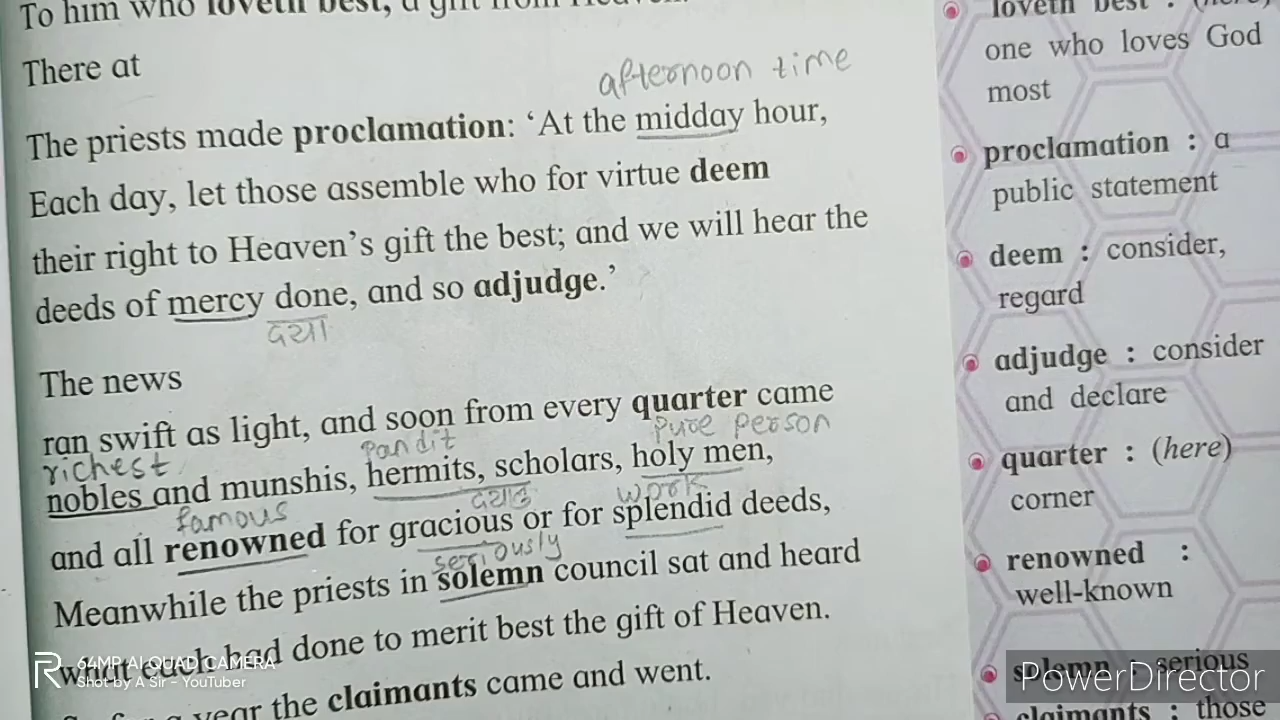 To him who loveth best, a gift from Heaven.
There at
afternoon time
The priests made proclamation: ‘At the midday hour,
Each day, let those assemble who for virtue deem
their right to Heaven’s gift the best; and we will hear the
deeds of mercy done, and so adjudge.’
દયા
The news
ran swift as light, and soon from every quarter came
richest
pandit
pure person
nobles and munshis, hermits, scholars, holy men,
famous
work
and all renowned for gracious or for splendid deeds,
seriously
Meanwhile the priests in solemn council sat and heard
what each had done to merit best the gift of Heaven.
for a year the claimants came and went.
loveth best : (here)
one who loves God
most
proclamation : a
public statement
deem : consider,
regard
adjudge : consider
and declare
quarter : (here)
corner
renowned :
well-known
solemn : serious
claimants : those
64MP AI QUAD CAMERA
Shot by A Sir - YouTuber
PowerDirector